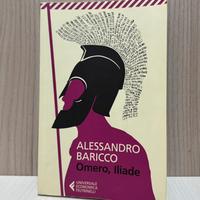 ALESSANDRO
BARICCO
Omero, Iliade
UNIVERSALE
ECONOMICA
FELTRINELLI